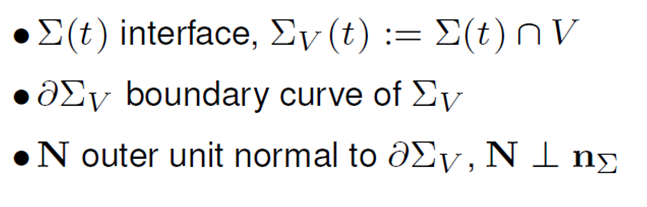 • Σ(t) interface, Σ_V(t) := Σ(t) ∩ V
• ∂Σ_V boundary curve of Σ_V
• N outer unit normal to ∂Σ_V, N ⊥ n_Σ